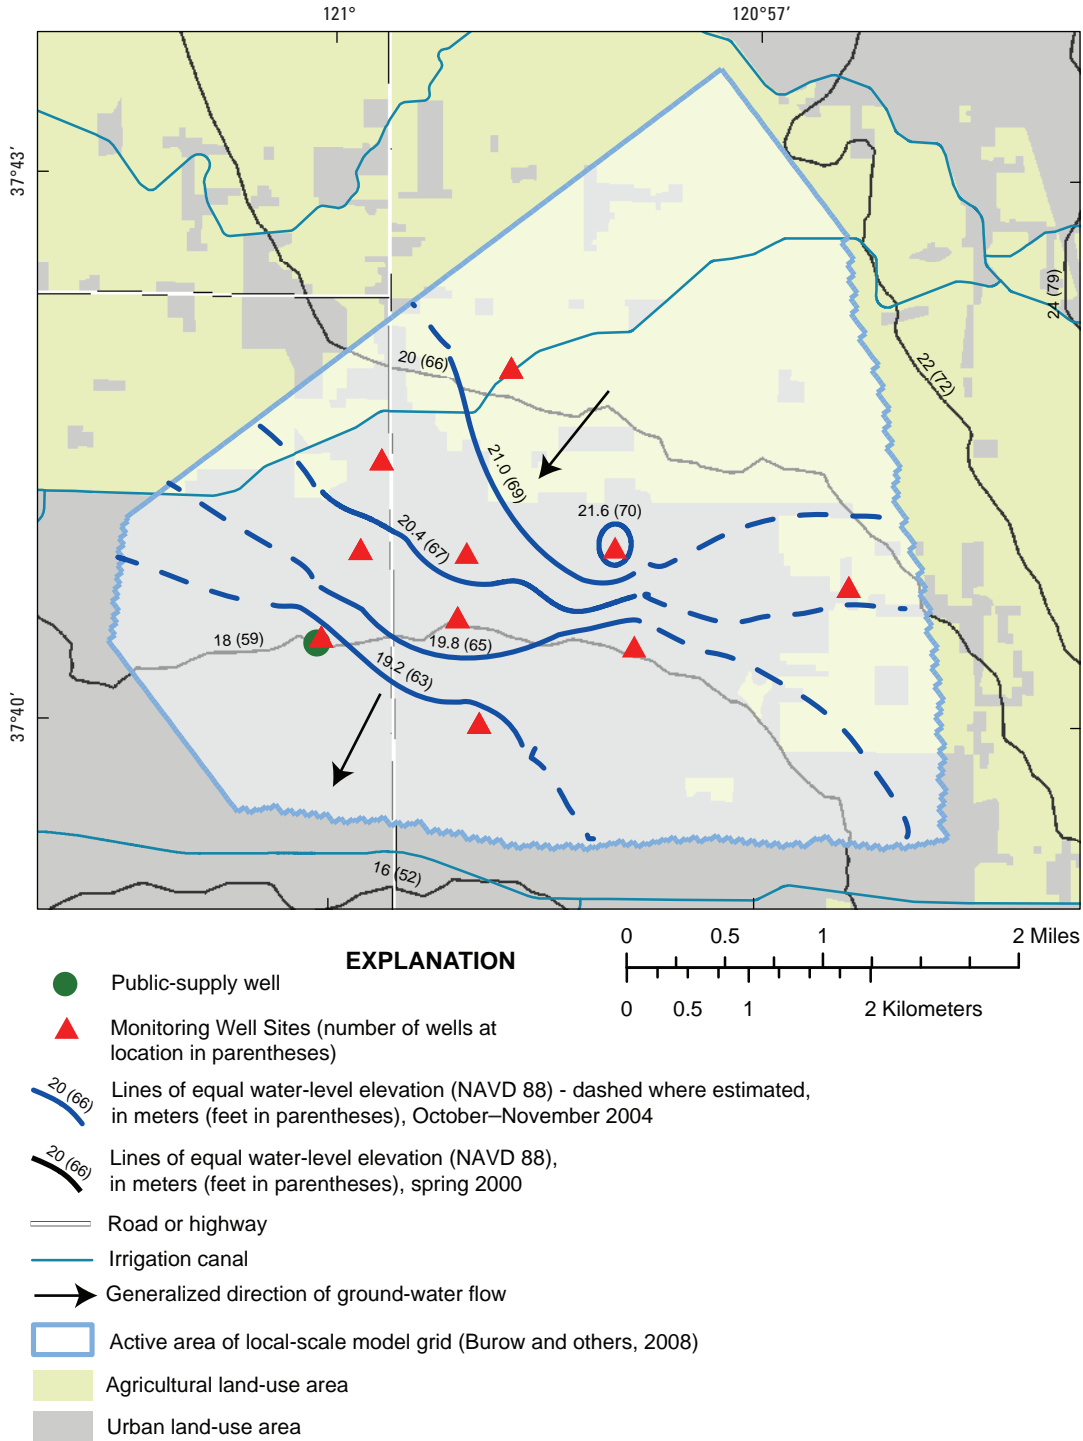 121°
120°57′
37°43′
24 (79)
20 (66)
22 (72)
21.0 (69)
21.6 (70)
20.4 (67)
18 (59)
19.8 (65)
19.2 (63)
37°40′
16 (52)
0 0.5 1 2 Miles
0 0.5 1 2 Kilometers
EXPLANATION
Public-supply well
Monitoring Well Sites (number of wells at
location in parentheses)
20 (66)
Lines of equal water-level elevation (NAVD 88) - dashed where estimated,
in meters (feet in parentheses), October–November 2004
20 (66)
Lines of equal water-level elevation (NAVD 88),
in meters (feet in parentheses), spring 2000
Road or highway
Irrigation canal
Generalized direction of ground-water flow
Active area of local-scale model grid (Burow and others, 2008)
Agricultural land-use area
Urban land-use area